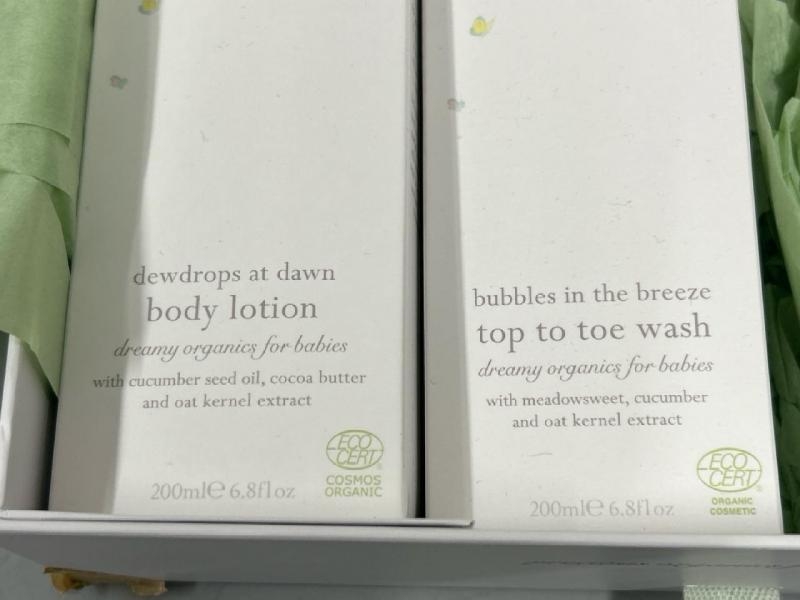 dewdrops at dawn
body lotion
dreamy organics for babies
with cucumber seed oil, cocoa butter
and oat kernel extract
200ml℮ 6.8fl oz
ECO
CERT®
COSMOS
ORGANIC
bubbles in the breeze
top to toe wash
dreamy organics for babies
with meadowsweet, cucumber
and oat kernel extract
200ml℮ 6.8fl oz
ECO
CERT®
ORGANIC
COSMETIC